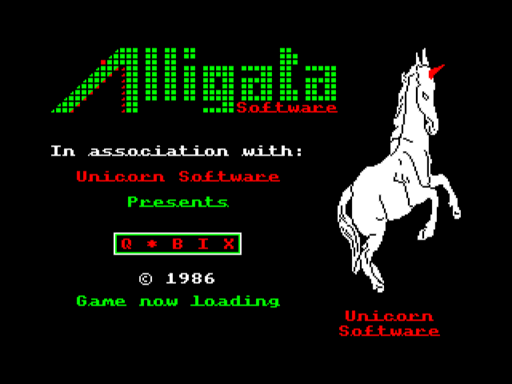 Alligata
Software
In association with:
Unicorn Software
Presents
Q * B I X
© 1986
Game now loading
Unicorn
Software